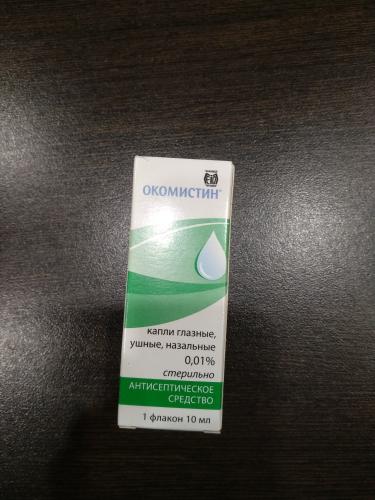 ОКОМИСТИН®
капли глазные,
ушные, назальные
0,01%
стерильно
АНТИСЕПТИЧЕСКОЕ
СРЕДСТВО
1 флакон 10 мл